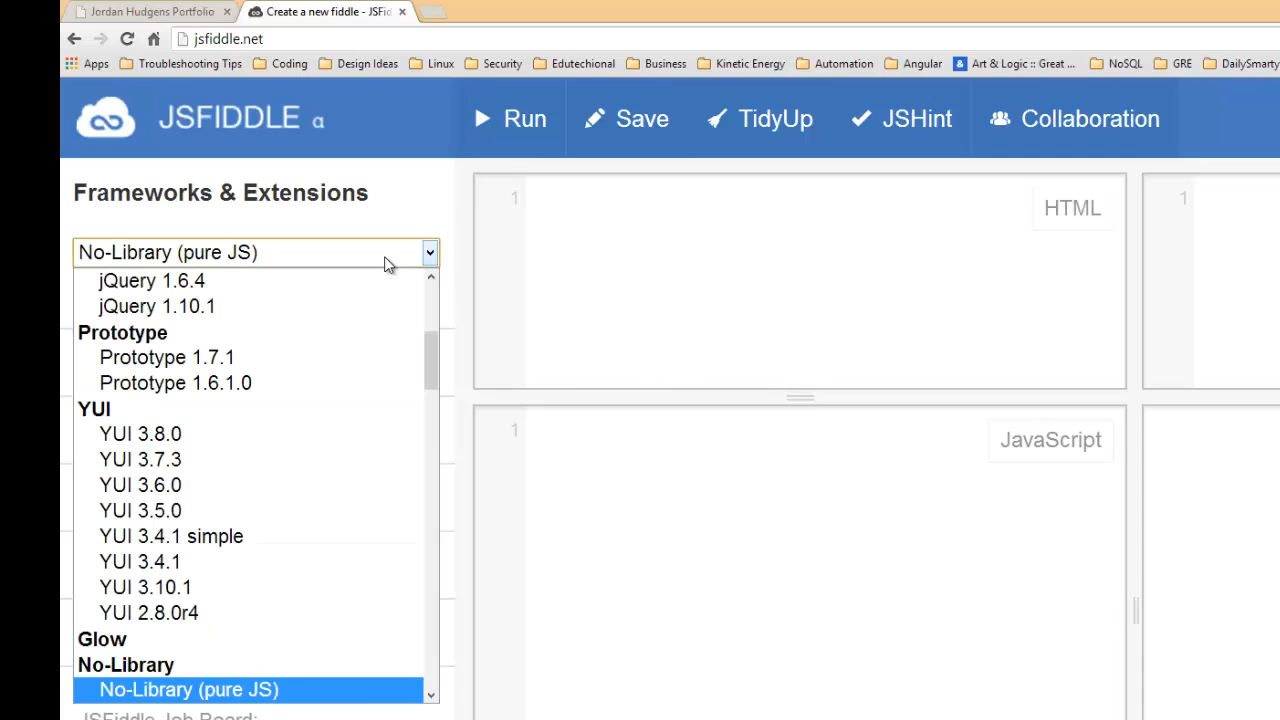 Jordan Hudgens Portfolio × Create a new fiddle - JSFid ×
jsfiddle.net
Apps Troubleshooting Tips Coding Design Ideas Linux Security Edutechional Business Kinetic Energy Automation Angular Art & Logic :: Great ... NoSQL GRE DailySmarty
JSFIDDLE α Run Save TidyUp JSHint Collaboration
Frameworks & Extensions
No-Library (pure JS)
jQuery 1.6.4
jQuery 1.10.1
Prototype
Prototype 1.7.1
Prototype 1.6.1.0
YUI
YUI 3.8.0
YUI 3.7.3
YUI 3.6.0
YUI 3.5.0
YUI 3.4.1 simple
YUI 3.4.1
YUI 3.10.1
YUI 2.8.0r4
Glow
No-Library
No-Library (pure JS)
JSFiddle Job Board:
1 HTML
1
1 JavaScript